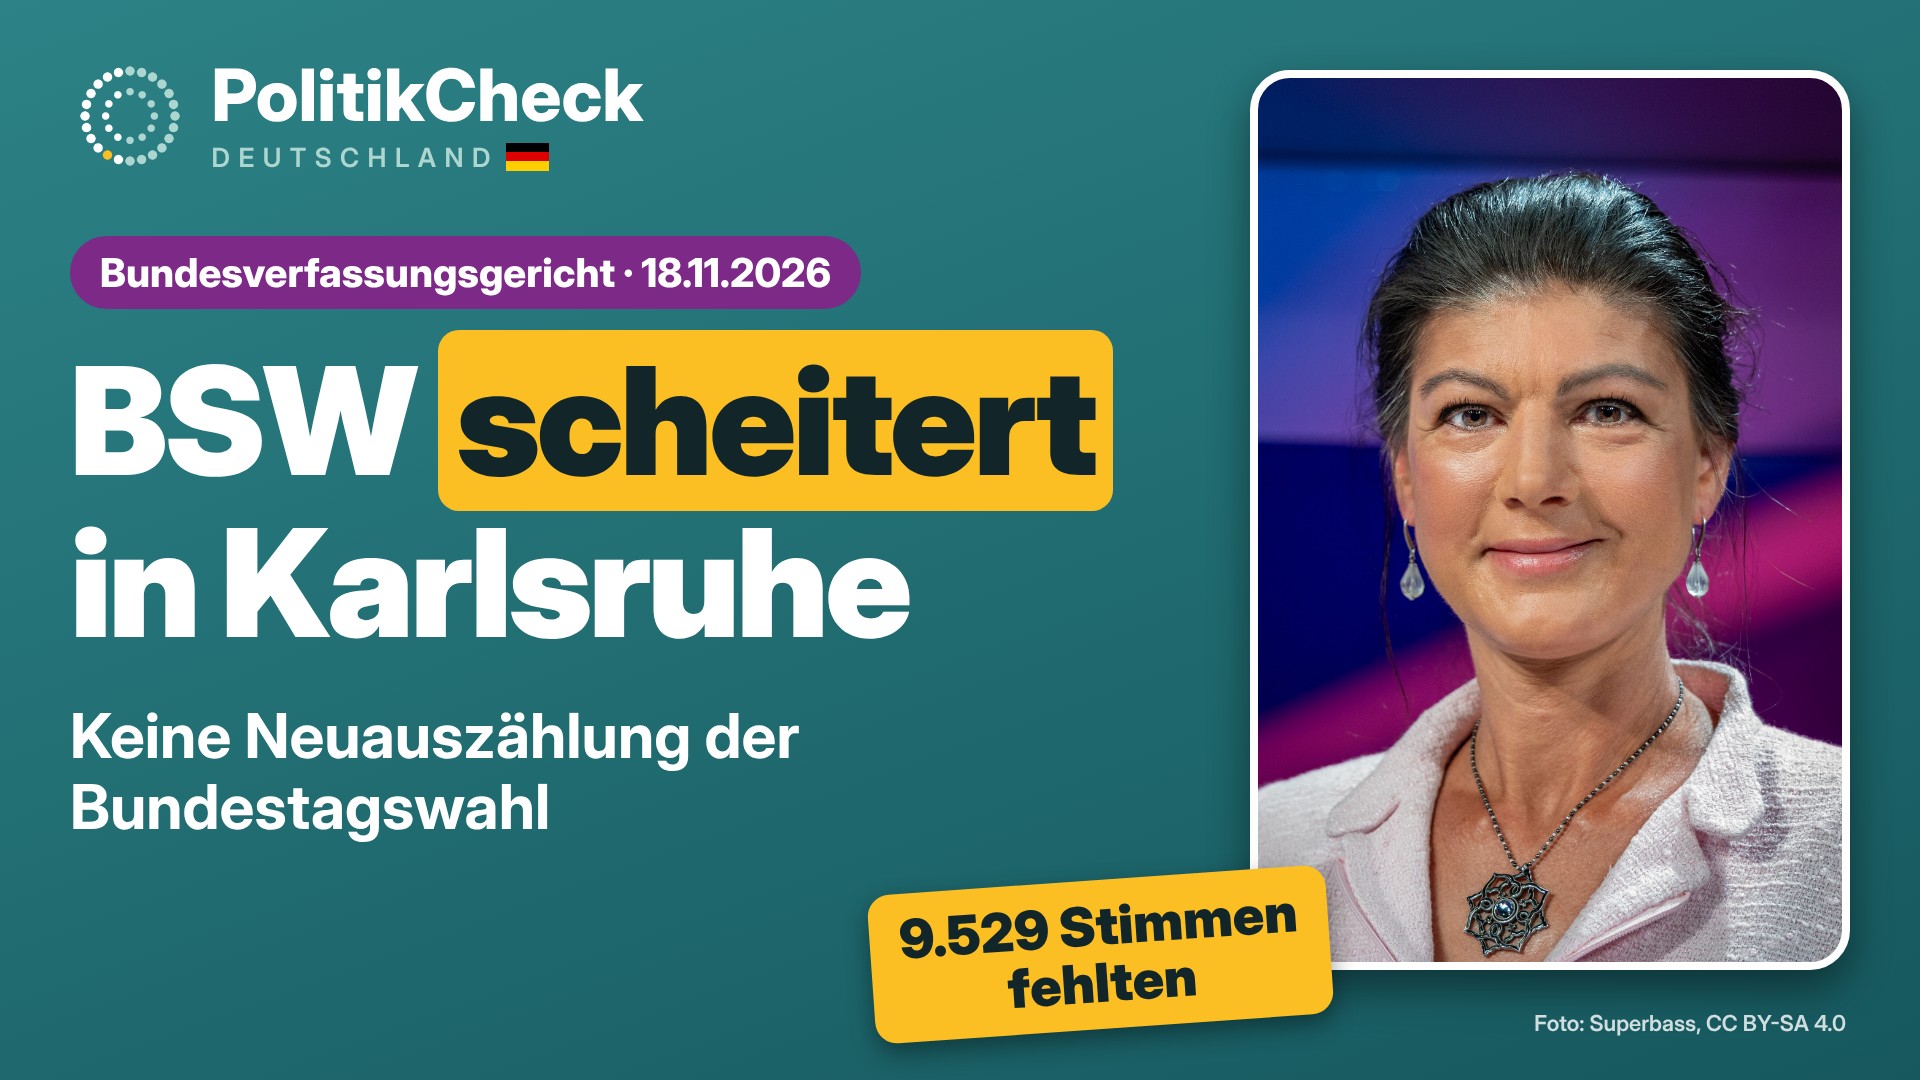 PolitikCheck
DEUTSCHLAND
Bundesverfassungsgericht · 18.11.2026
BSW scheitert
in Karlsruhe
Keine Neuauszählung der
Bundestagswahl
9.529 Stimmen
fehlten
Foto: Superbass, CC BY-SA 4.0